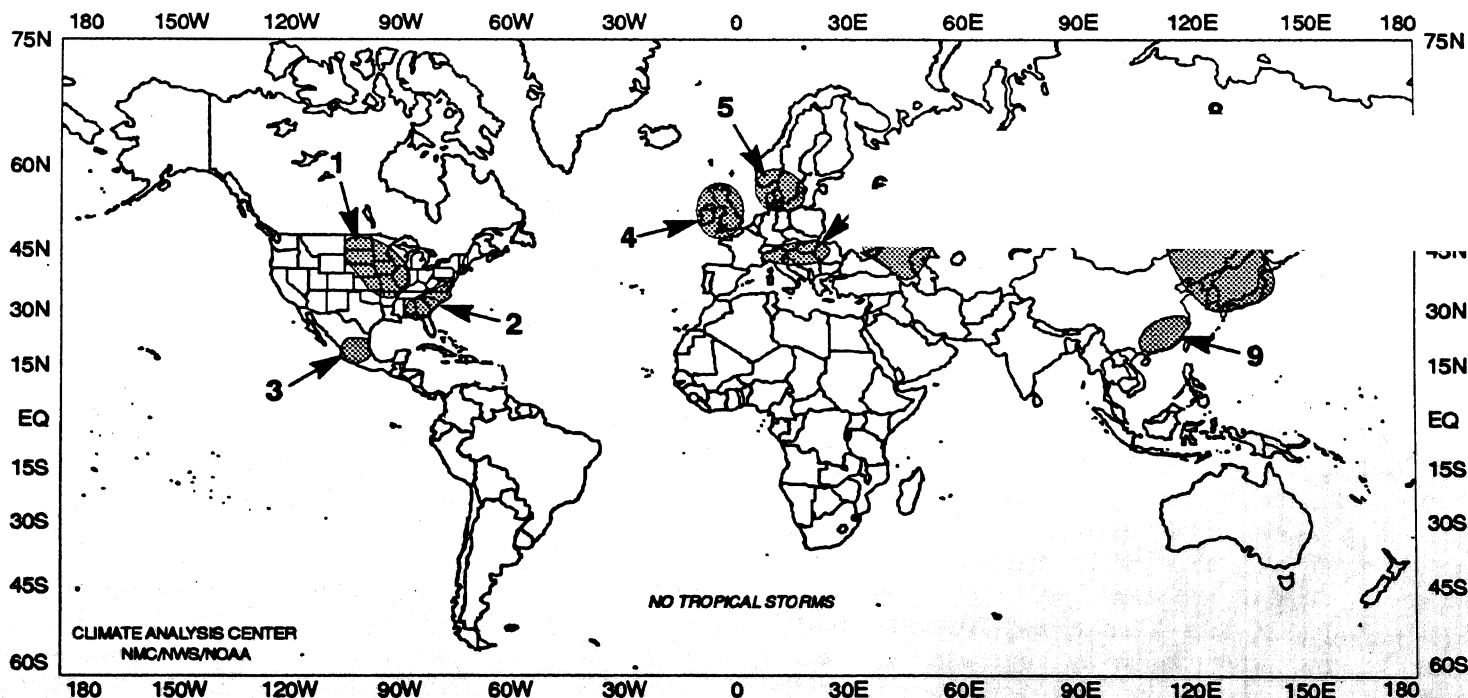 180 150W 120W 90W 60W 30W 0 30E 60E 90E 120E 150E 180
75N 75N
5
60N
1
4
45N 45N
30N 30N
2
9
15N 15N
3
EQ EQ
15S 15S
30S 30S
45S 45S
NO TROPICAL STORMS
CLIMATE ANALYSIS CENTER
NMC/NWS/NOAA
60S 60S
180 150W 120W 90W 60W 30W 0 30E 60E 90E 120E 150E 180